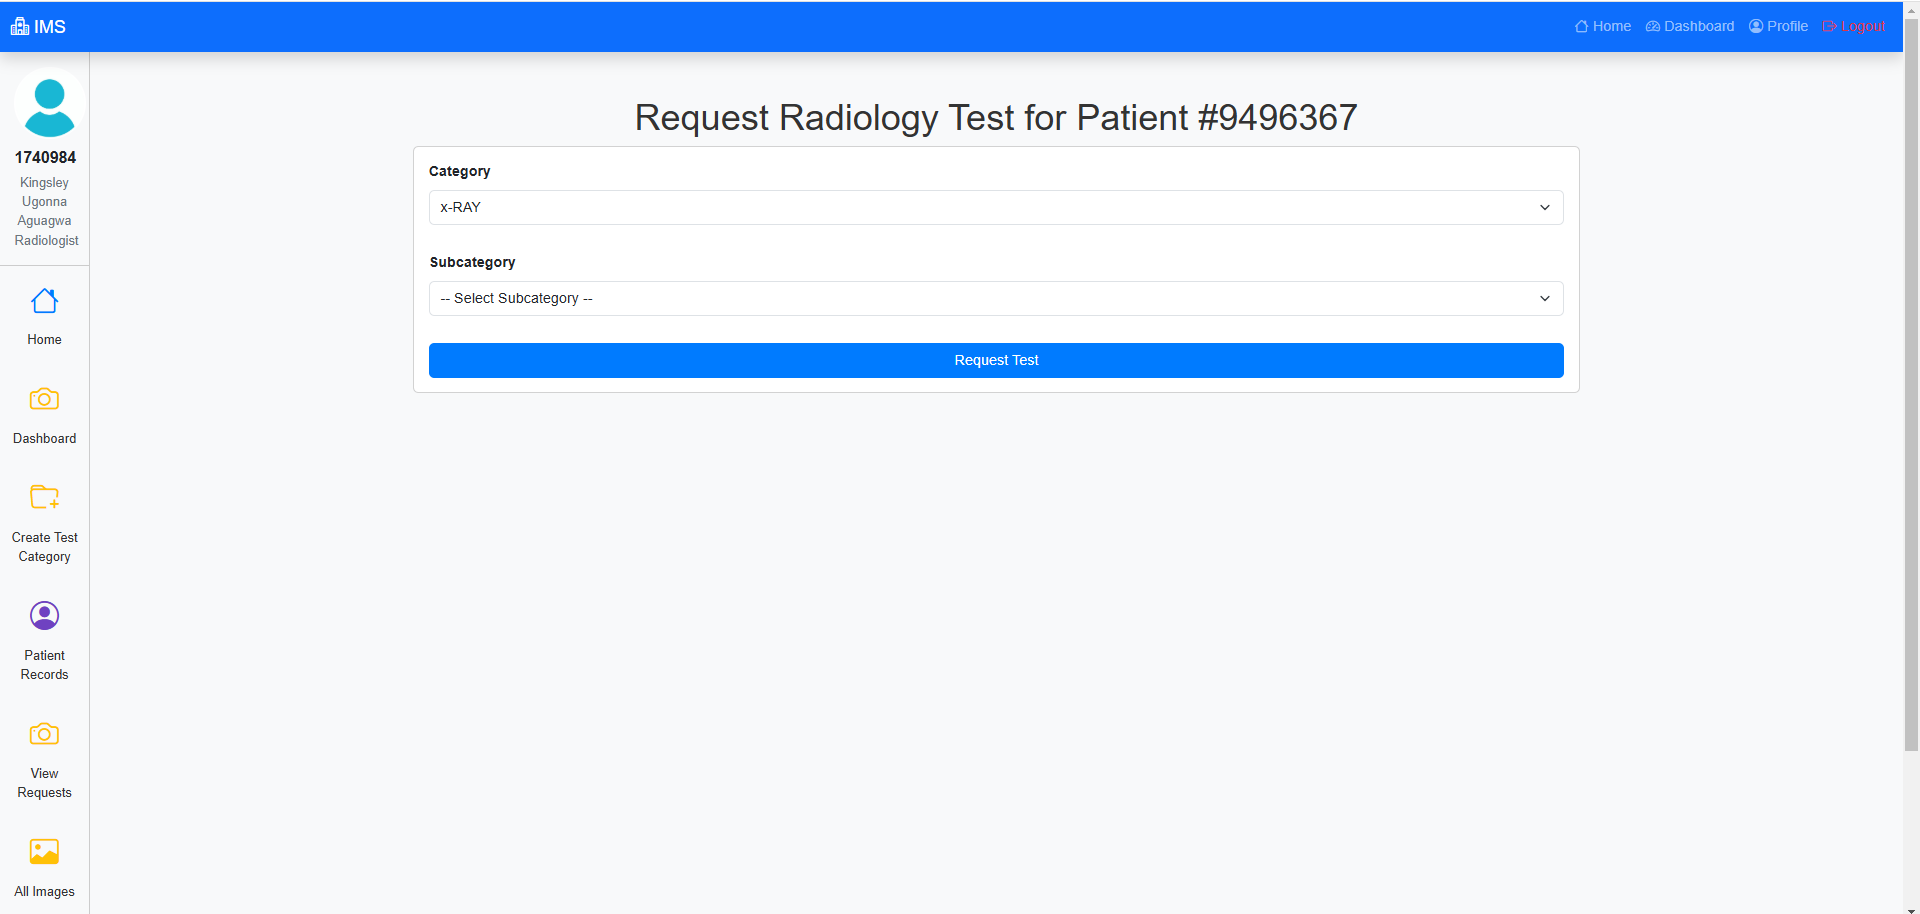 IMS
Home Dashboard Profile Logout
1740984
Kingsley
Ugonna
Aguagwa
Radiologist
Home
Dashboard
Create Test
Category
Patient
Records
View
Requests
All Images
Request Radiology Test for Patient #9496367
Category
x-RAY
Subcategory
-- Select Subcategory --
Request Test